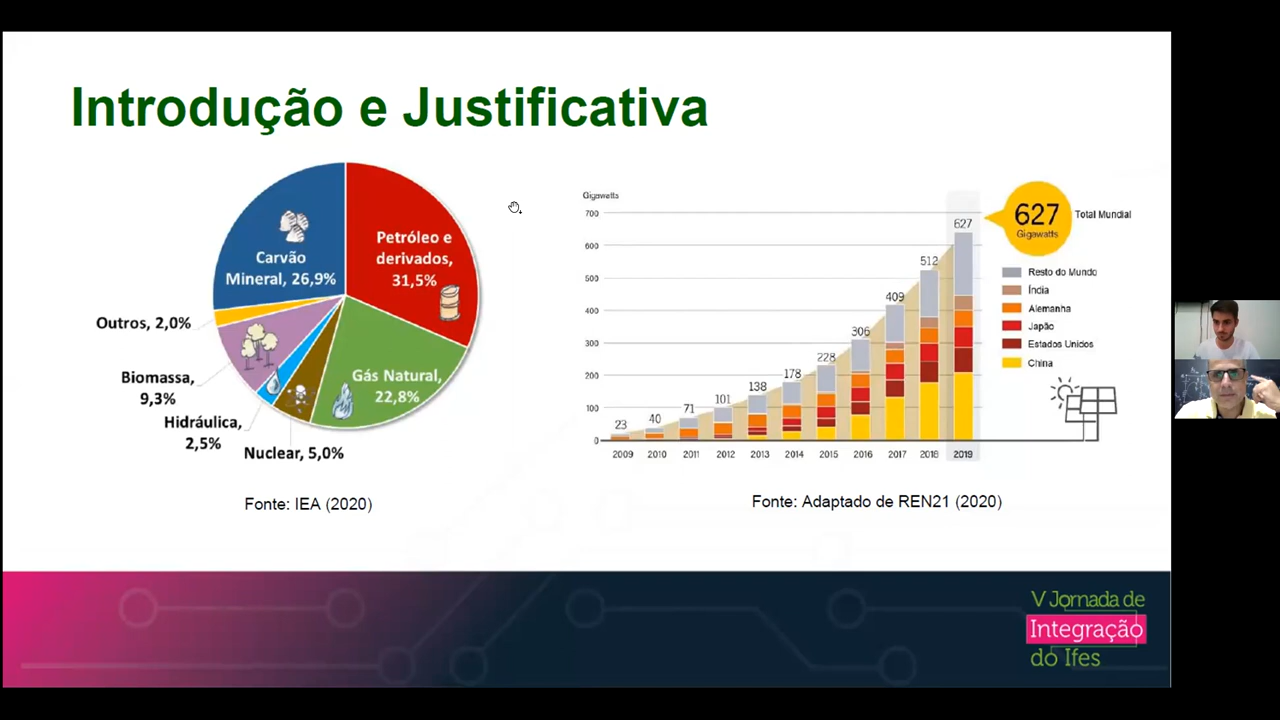 Introdução e Justificativa
Petróleo e
derivados,
31,5%
Carvão
Mineral, 26,9%
Outros, 2,0%
Biomassa,
9,3%
Hidráulica,
2,5%
Nuclear, 5,0%
Gás Natural,
22,8%
Fonte: IEA (2020)
Gigawatts
700
600
500
400
300
200
100
0
23
40
71
101
138
178
228
306
409
512
627
2009
2010
2011
2012
2013
2014
2015
2016
2017
2018
2019
627
Gigawatts
Total Mundial
Resto do Mundo
Índia
Alemanha
Japão
Estados Unidos
China
Fonte: Adaptado de REN21 (2020)
V Jornada de
Integração
do Ifes